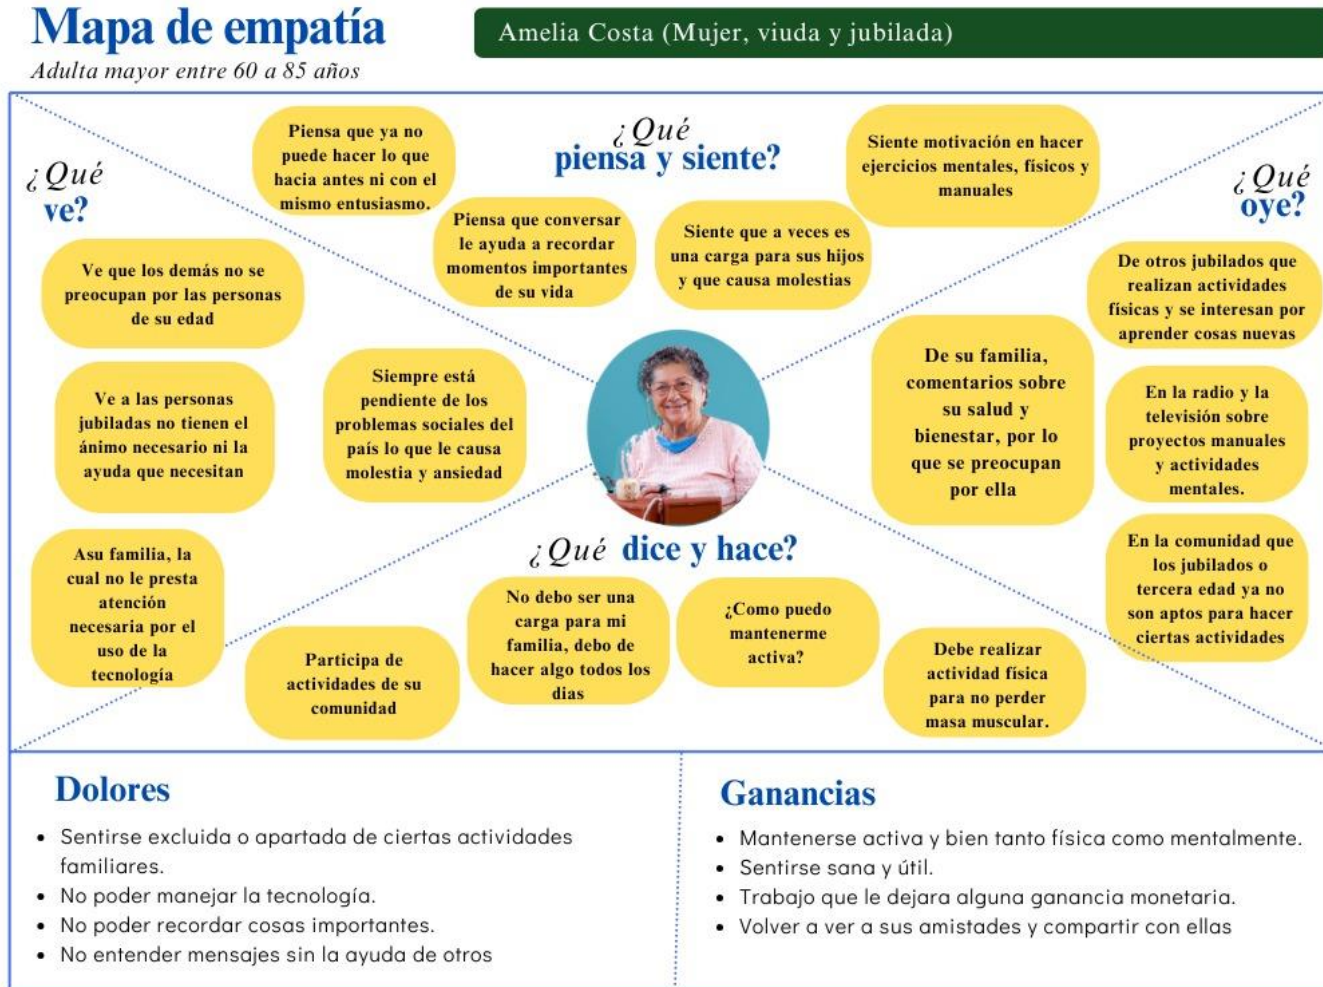 Mapa de empatía
Adulta mayor entre 60 a 85 años
Amelia Costa (Mujer, viuda y jubilada)
¿Qué
piensa y siente?
Piensa que ya no
puede hacer lo que
hacia antes ni con el
mismo entusiasmo.
Piensa que conversar
le ayuda a recordar
momentos importantes
de su vida
Siente que a veces es
una carga para sus hijos
y que causa molestias
Siente motivación en hacer
ejercicios mentales, físicos y
manuales
¿Qué
ve?
Ve que los demás no se
preocupan por las personas
de su edad
Ve a las personas
jubiladas no tienen el
ánimo necesario ni la
ayuda que necesitan
Siempre está
pendiente de los
problemas sociales del
país lo que le causa
molestia y ansiedad
Asu familia, la
cual no le presta
atención
necesaria por el
uso de la
tecnología
¿Qué
oye?
De otros jubilados que
realizan actividades
físicas y se interesan por
aprender cosas nuevas
De su familia,
comentarios sobre
su salud y
bienestar, por lo
que se preocupan
por ella
En la radio y la
televisión sobre
proyectos manuales
y actividades
mentales.
En la comunidad que
los jubilados o
tercera edad ya no
son aptos para hacer
ciertas actividades
¿Qué dice y hace?
Participa de
actividades de su
comunidad
No debo ser una
carga para mi
familia, debo de
hacer algo todos los
dias
¿Como puedo
mantenerme
activa?
Debe realizar
actividad física
para no perder
masa muscular.
Dolores
• Sentirse excluida o apartada de ciertas actividades
familiares.
• No poder manejar la tecnología.
• No poder recordar cosas importantes.
• No entender mensajes sin la ayuda de otros
Ganancias
• Mantenerse activa y bien tanto física como mentalmente.
• Sentirse sana y útil.
• Trabajo que le dejara alguna ganancia monetaria.
• Volver a ver a sus amistades y compartir con ellas